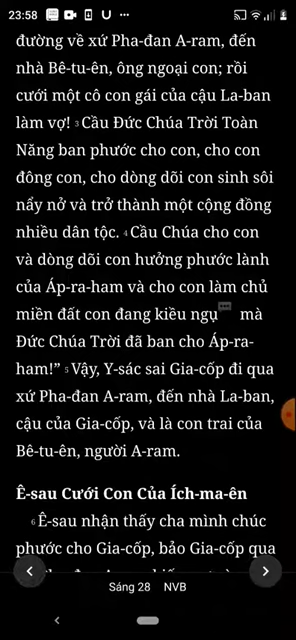 23:58
đường về xứ Pha-đan A-ram, đến
nhà Bê-tu-ên, ông ngoại con; rồi
cưới một cô con gái của cậu La-ban
làm vợ! 3 Cầu Đức Chúa Trời Toàn
Năng ban phước cho con, cho con
đông con, cho dòng dõi con sinh sôi
nẩy nở và trở thành một cộng đồng
nhiều dân tộc. 4 Cầu Chúa cho con
và dòng dõi con hưởng phước lành
của Áp-ra-ham và cho con làm chủ
miền đất con đang kiều ngụ mà
Đức Chúa Trời đã ban cho Áp-ra-
ham!” 5 Vậy, Y-sác sai Gia-cốp đi qua
xứ Pha-đan A-ram, đến nhà La-ban,
cậu của Gia-cốp, và là con trai của
Bê-tu-ên, người A-ram.
Ê-sau Cưới Con Của Ích-ma-ên
6 Ê-sau nhận thấy cha mình chúc
phước cho Gia-cốp, bảo Gia-cốp qua
Sáng 28 NVB